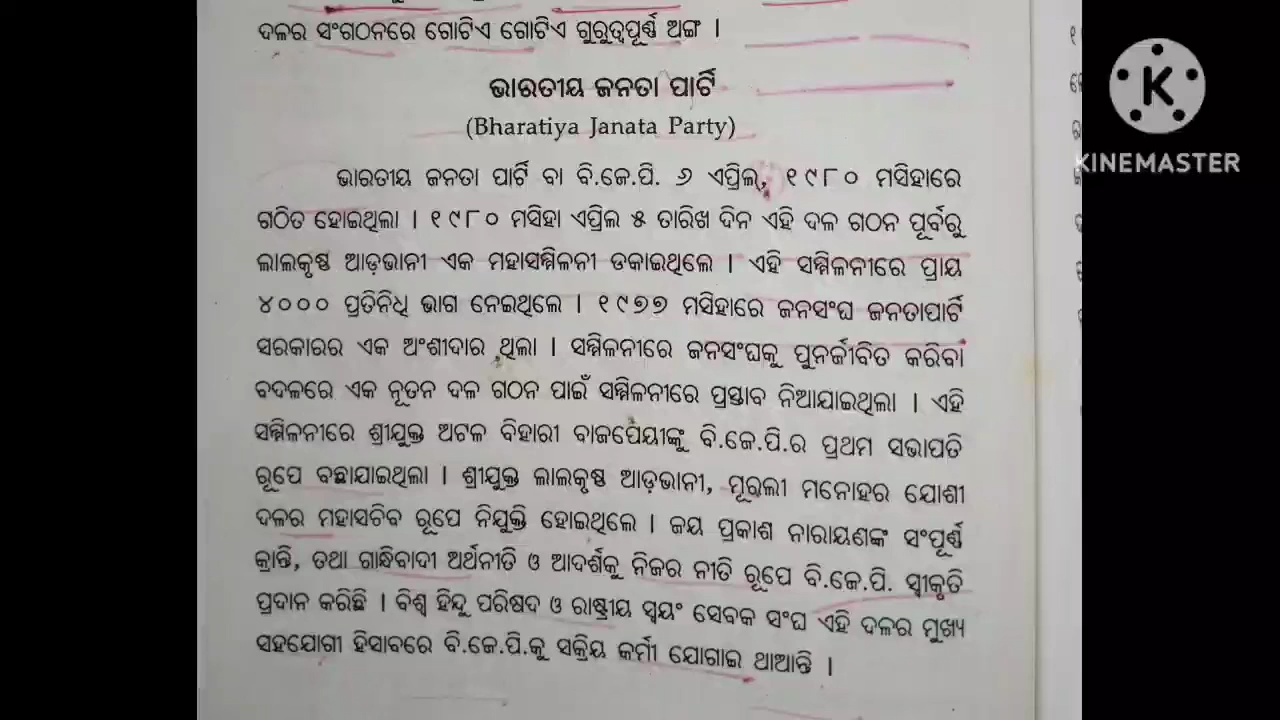 ଦଳର ସଂଗଠନରେ ଗୋଟିଏ ଗୋଟିଏ ଗୁରୁତ୍ୱପୂର୍ଣ୍ଣ ଅଙ୍ଗ ।
ଭାରତୀୟ ଜନତା ପାର୍ଟି
(Bharatiya Janata Party)
ଭାରତୀୟ ଜନତା ପାର୍ଟି ବା ବି.ଜେ.ପି. ୬ ଏପ୍ରିଲ୍, ୧୯୮୦ ମସିହାରେ
ଗଠିତ ହୋଇଥିଲା । ୧୯୮୦ ମସିହା ଏପ୍ରିଲ ୫ ତାରିଖ ଦିନ ଏହି ଦଳ ଗଠନ ପୂର୍ବରୁ
ଲାଲକୃଷ୍ଣ ଆଡ଼ଭାନୀ ଏକ ମହାସମ୍ମିଳନୀ ଡକାଇଥିଲେ । ଏହି ସମ୍ମିଳନୀରେ ପ୍ରାୟ
୪୦୦୦ ପ୍ରତିନିଧି ଭାଗ ନେଇଥିଲେ । ୧୯୭୭ ମସିହାରେ ଜନସଂଘ ଜନତାପାର୍ଟି
ସରକାରର ଏକ ଅଂଶୀଦାର ଥିଲା । ସମ୍ମିଳନୀରେ ଜନସଂଘକୁ ପୁନର୍ଜୀବିତ କରିବା
ବଦଳରେ ଏକ ନୂତନ ଦଳ ଗଠନ ପାଇଁ ସମ୍ମିଳନୀରେ ପ୍ରସ୍ତାବ ନିଆଯାଇଥିଲା । ଏହି
ସମ୍ମିଳନୀରେ ଶ୍ରୀଯୁକ୍ତ ଅଟଳ ବିହାରୀ ବାଜପେୟୀଙ୍କୁ ବି.ଜେ.ପି.ର ପ୍ରଥମ ସଭାପତି
ରୂପେ ବଛାଯାଇଥିଲା । ଶ୍ରୀଯୁକ୍ତ ଲାଲକୃଷ୍ଣ ଆଡ଼ଭାନୀ, ମୂରଲୀ ମନୋହର ଯୋଶୀ
ଦଳର ମହାସଚିବ ରୂପେ ନିଯୁକ୍ତି ହୋଇଥିଲେ । ଜୟ ପ୍ରକାଶ ନାରାୟଣଙ୍କ ସଂପୂର୍ଣ୍ଣ
କ୍ରାନ୍ତି, ତଥା ଗାନ୍ଧିବାଦୀ ଅର୍ଥନୀତି ଓ ଆଦର୍ଶକୁ ନିଜର ନୀତି ରୂପେ ବି.ଜେ.ପି. ସ୍ୱୀକୃତି
ପ୍ରଦାନ କରିଛି । ବିଶ୍ୱ ହିନ୍ଦୁ ପରିଷଦ ଓ ରାଷ୍ଟ୍ରୀୟ ସ୍ୱୟଂ ସେବକ ସଂଘ ଏହି ଦଳର ମୁଖ୍ୟ
ସହଯୋଗୀ ହିସାବରେ ବି.ଜେ.ପି.କୁ ସକ୍ରିୟ କର୍ମୀ ଯୋଗାଇ ଥାଆନ୍ତି ।
K
KINEMASTER